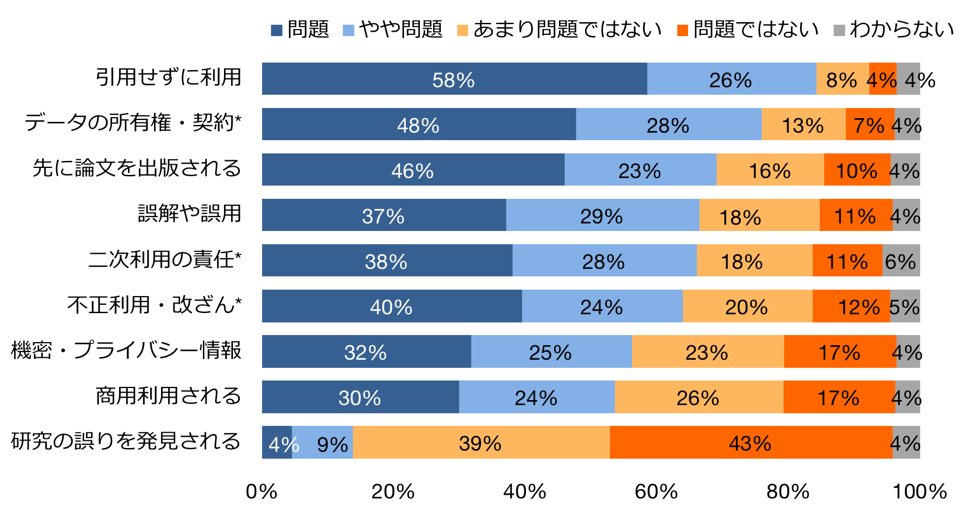 問題 やや問題 あまり問題ではない 問題ではない わからない
引用せずに利用 58% 26% 8% 4% 4%
データの所有権・契約* 48% 28% 13% 7% 4%
先に論文を出版される 46% 23% 16% 10% 4%
誤解や誤用 37% 29% 18% 11% 4%
二次利用の責任* 38% 28% 18% 11% 6%
不正利用・改ざん* 40% 24% 20% 12% 5%
機密・プライバシー情報 32% 25% 23% 17% 4%
商用利用される 30% 24% 26% 17% 4%
研究の誤りを発見される 4% 9% 39% 43% 4%
0% 20% 40% 60% 80% 100%